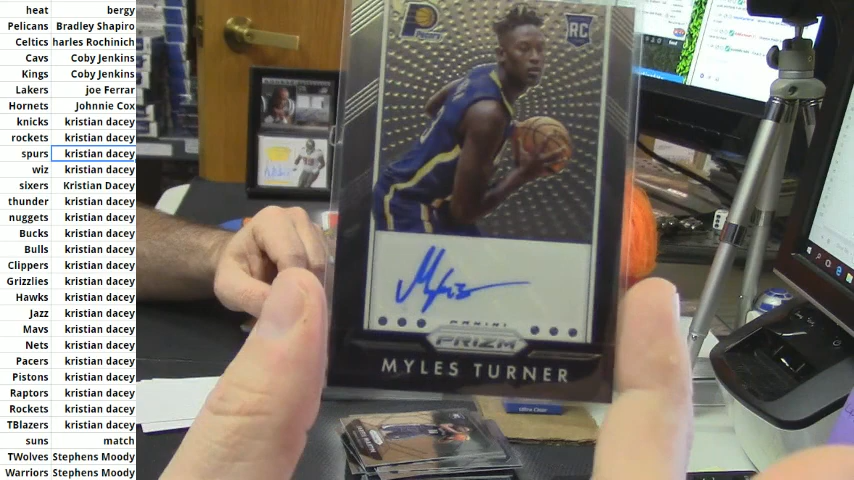 heat bergy
Pelicans Bradley Shapiro
Celtics harles Rochinich
Cavs Coby Jenkins
Kings Coby Jenkins
Lakers joe Ferrar
Hornets Johnnie Cox
knicks kristian dacey
rockets kristian dacey
spurs kristian dacey
wiz kristian dacey
sixers Kristian Dacey
thunder kristian dacey
nuggets kristian dacey
Bucks kristian dacey
Bulls kristian dacey
Clippers kristian dacey
Grizzlies kristian dacey
Hawks kristian dacey
Jazz kristian dacey
Mavs kristian dacey
Nets kristian dacey
Pacers kristian dacey
Pistons kristian dacey
Raptors kristian dacey
Rockets kristian dacey
TBlazers kristian dacey
suns match
TWolves Stephens Moody
Warriors Stephens Moody
Pacers
RC
PANINI
PRIZM
MYLES TURNER